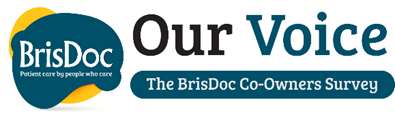 BrisDoc
Patient care by people who care
Our Voice
The BrisDoc Co-Owners Survey